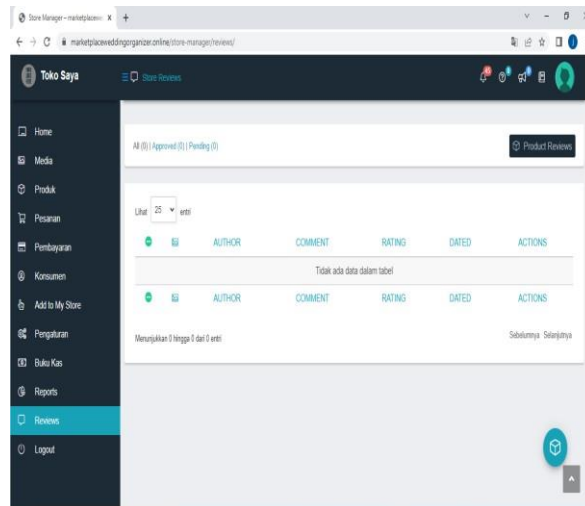 Store Manager – marketplacewe
marketplaceweddingorganizer.online/store-manager/reviews/
Toko Saya
Store Reviews
Home
Media
Produk
Pesanan
Pembayaran
Konsumen
Add to My Store
Pengaturan
Buku Kas
Reports
Reviews
Logout
All (0) | Approved (0) | Pending (0)
Product Reviews
Lihat 25 entri
AUTHOR COMMENT RATING DATED ACTIONS
Tidak ada data dalam tabel
AUTHOR COMMENT RATING DATED ACTIONS
Menunjukkan 0 hingga 0 dari 0 entri
Sebelumnya Selanjutnya